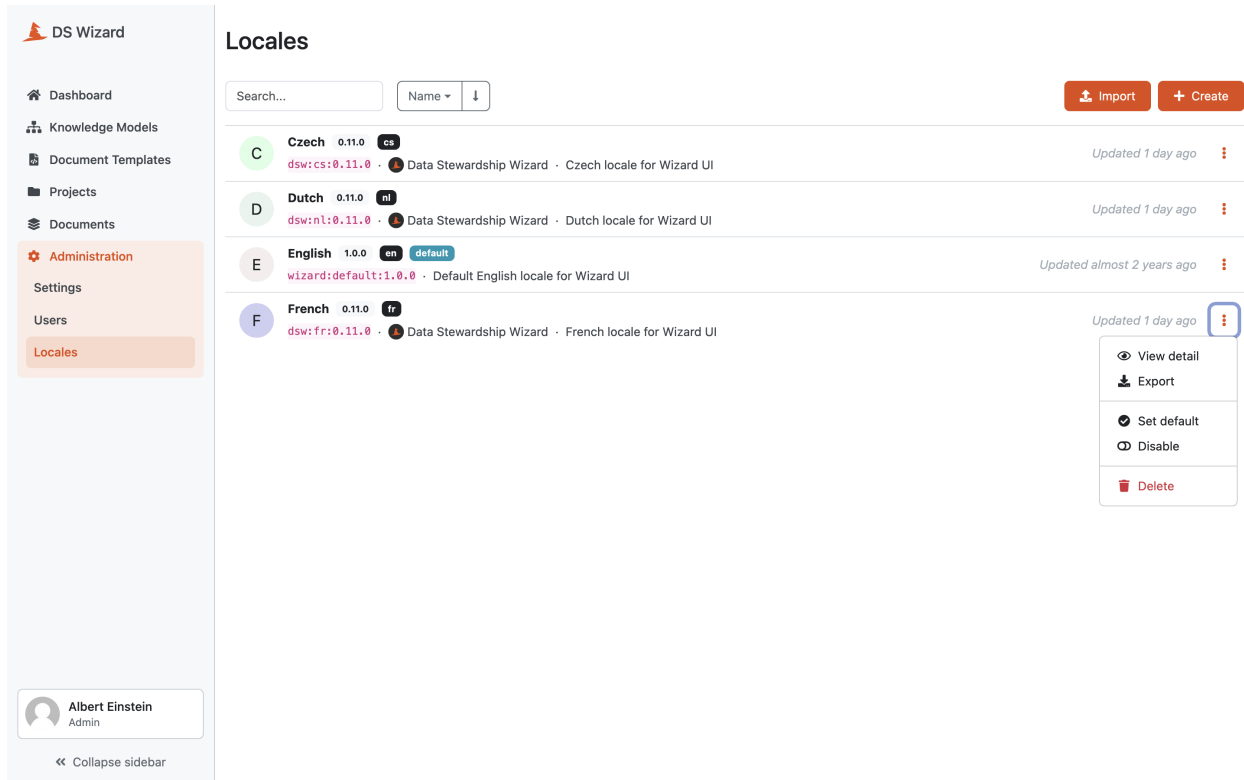 DS Wizard
Dashboard
Knowledge Models
Document Templates
Projects
Documents
Administration
Settings
Users
Locales
Albert Einstein
Admin
Collapse sidebar
Locales
Search...
Name
Import
Create
C
Czech 0.11.0 cs
dsw:cs:0.11.0 · Data Stewardship Wizard · Czech locale for Wizard UI
Updated 1 day ago
D
Dutch 0.11.0 nl
dsw:nl:0.11.0 · Data Stewardship Wizard · Dutch locale for Wizard UI
Updated 1 day ago
E
English 1.0.0 en default
wizard:default:1.0.0 · Default English locale for Wizard UI
Updated almost 2 years ago
F
French 0.11.0 fr
dsw:fr:0.11.0 · Data Stewardship Wizard · French locale for Wizard UI
Updated 1 day ago
View detail
Export
Set default
Disable
Delete